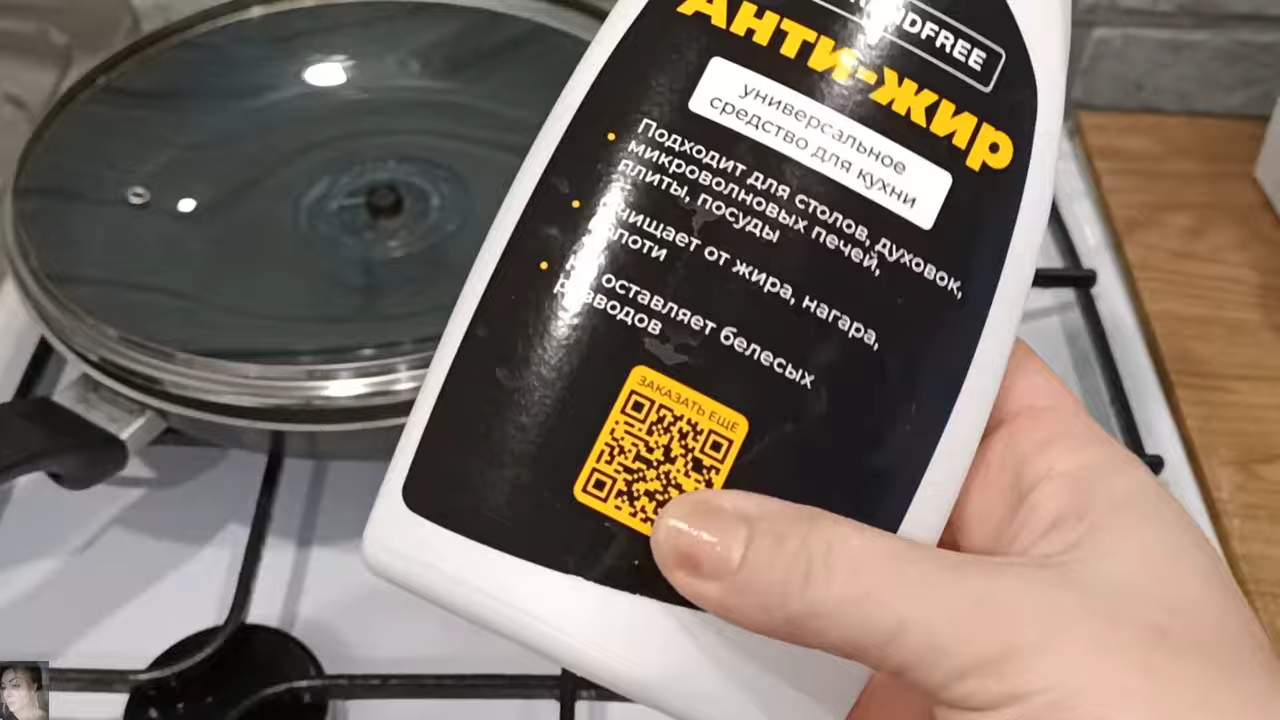 DFREE
АНТИ-ЖИР
универсальное
средство для кухни
Подходит для столов, духовок,
микроволновых печей,
плиты, посуды
чищает от жира, нагара,
оставляет белесых
разводов
ЗАКАЗАТЬ ЕЩЕ